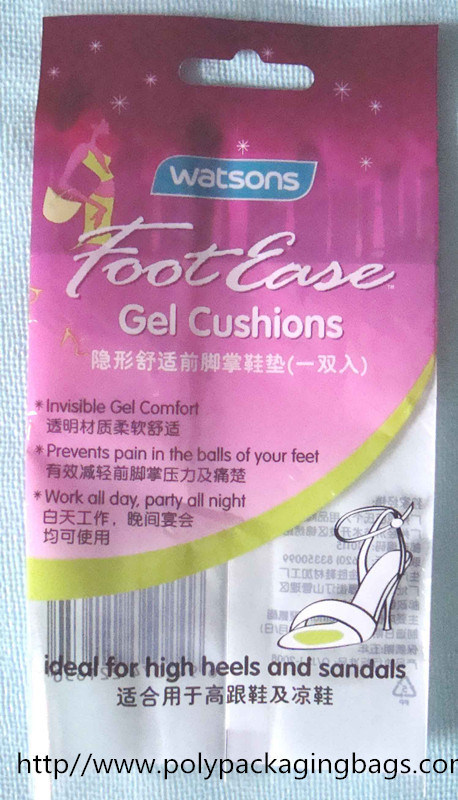 watsons
Foot Ease
Gel Cushions
隐形舒适前脚掌鞋垫(一双入)
*Invisible Gel Comfort
透明材质柔软舒适
*Prevents pain in the balls of your feet
有效减轻前脚掌压力及痛楚
*Work all day, party all night
白天工作，晚间宴会
均可使用
ideal for high heels and sandals
适合用于高跟鞋及凉鞋
http//www.polypackagingbags.com